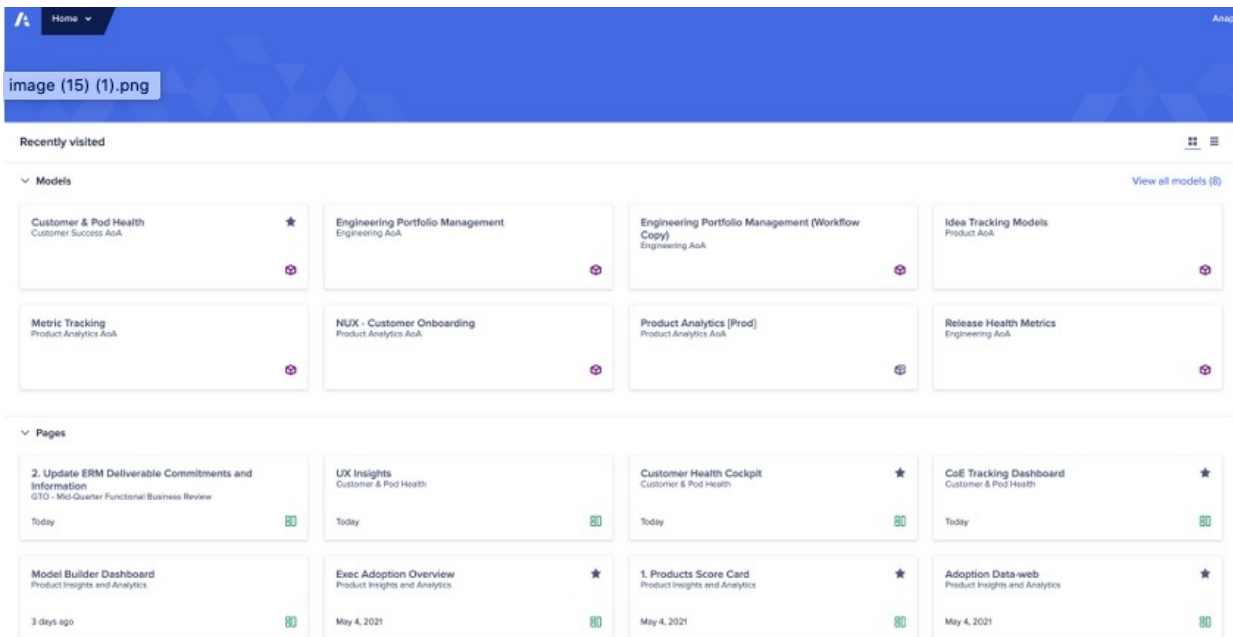 Home
Anap
image (15) (1).png
Recently visited
Models
View all models (8)
Customer & Pod Health
Customer Success AoA
Engineering Portfolio Management
Engineering AoA
Engineering Portfolio Management (Workflow
Copy)
Engineering AoA
Idea Tracking Models
Product AoA
Metric Tracking
Product Analytics AoA
NUX - Customer Onboarding
Product Analytics AoA
Product Analytics [Prod]
Product Analytics AoA
Release Health Metrics
Engineering AoA
Pages
2. Update ERM Deliverable Commitments and
Information
GTO - Mid-Quarter Functional Business Review
Today
UX Insights
Customer & Pod Health
Today
Customer Health Cockpit
Customer & Pod Health
Today
CoE Tracking Dashboard
Customer & Pod Health
Today
Model Builder Dashboard
Product Insights and Analytics
3 days ago
Exec Adoption Overview
Product Insights and Analytics
May 4, 2021
1. Products Score Card
Product Insights and Analytics
May 4, 2021
Adoption Data-web
Product Insights and Analytics
May 4, 2021